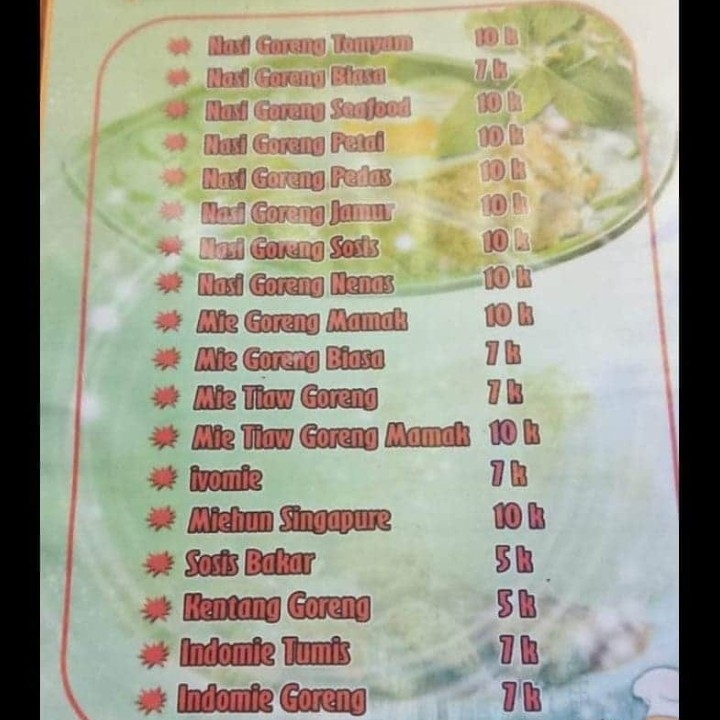 Nasi Goreng Tomyam 10 k
Nasi Goreng Biasa 7 k
Nasi Goreng Seafood 10 k
Nasi Goreng Petai 10 k
Nasi Goreng Pedas 10 k
Nasi Goreng Jamur 10 k
Nasi Goreng Sosis 10 k
Nasi Goreng Nenas 10 k
Mie Goreng Mamak 10 k
Mie Goreng Biasa 7 k
Mie Tiaw Goreng 7 k
Mie Tiaw Goreng Mamak 10 k
ivomie 7 k
Miehun Singapure 10 k
Sosis Bakar 5 k
Kentang Goreng 5 k
Indomie Tumis 7 k
Indomie Goreng 7 k